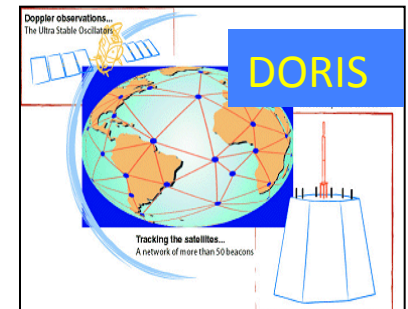 Doppler observations...
The Ultra Stable Oscillators
DORIS
Tracking the satellites...
A network of more than 50 beacons